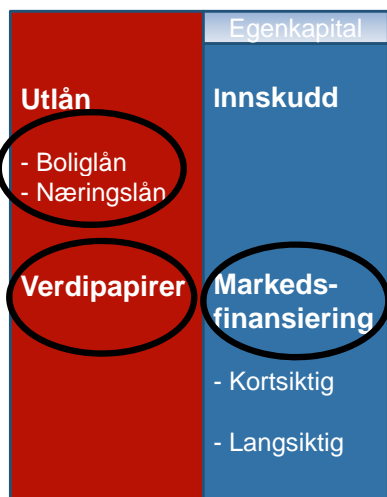 Egenkapital
Utlån
- Boliglån
- Næringslån
Verdipapirer
Innskudd
Markeds-
finansiering
- Kortsiktig
- Langsiktig